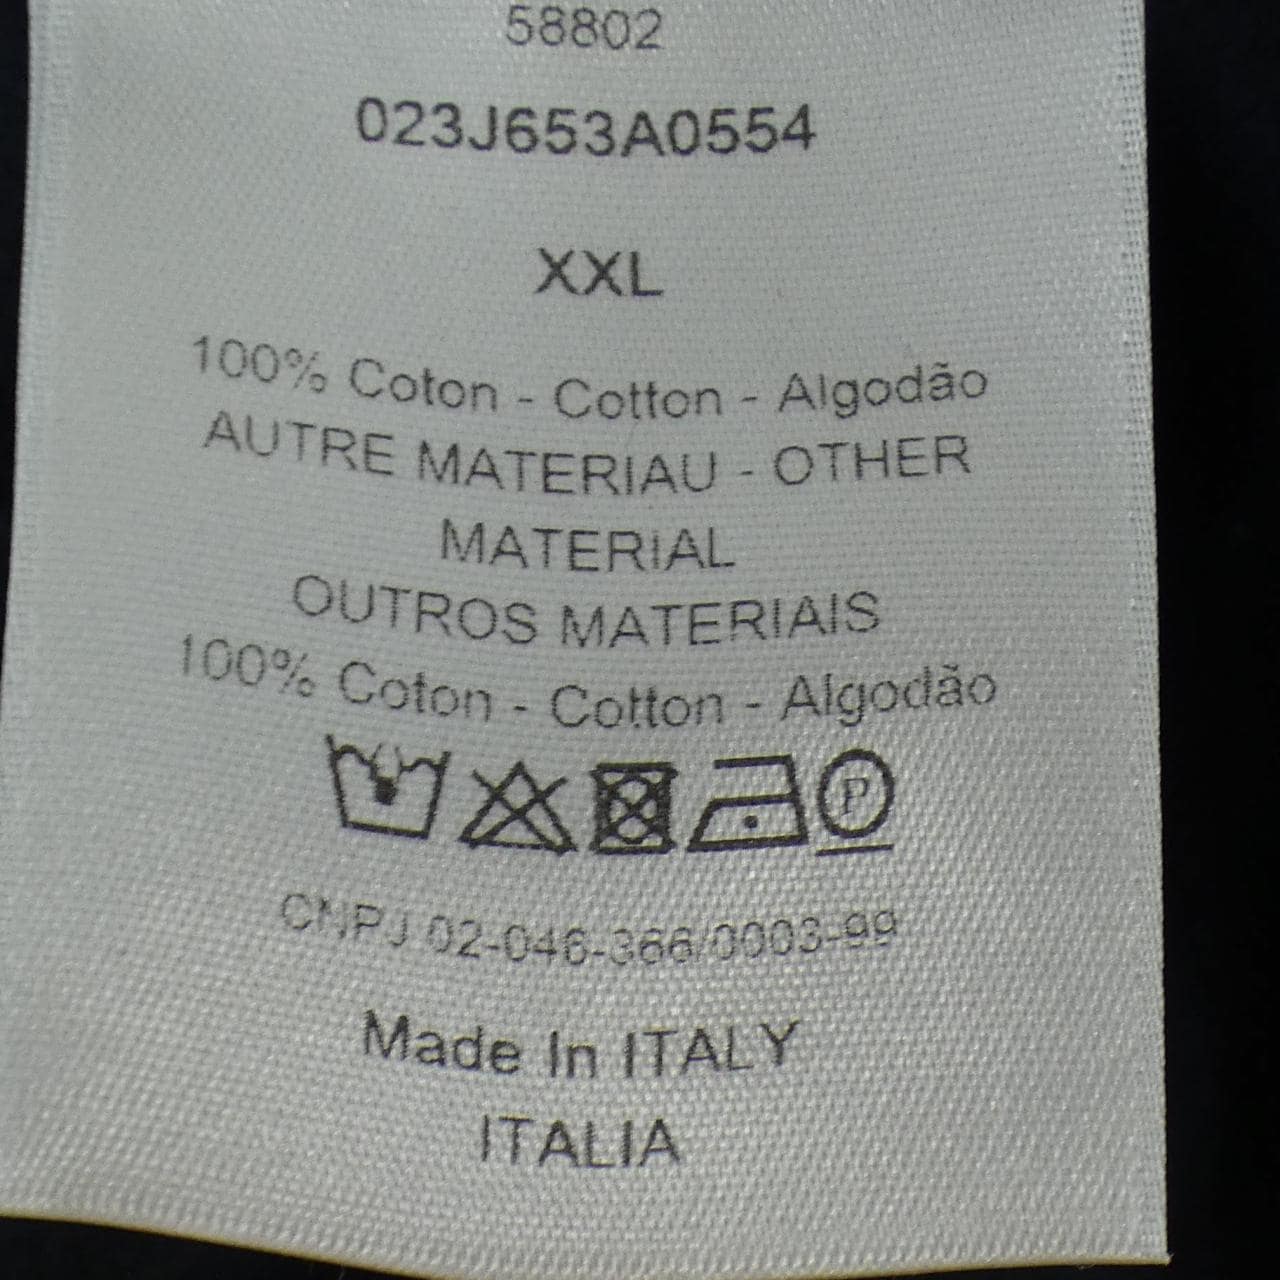 58802
023J653A0554
XXL
100% Coton - Cotton - Algodão
AUTRE MATERIAU - OTHER
MATERIAL
OUTROS MATERIAIS
100% Coton - Cotton - Algodão
P
CNPJ 02-046-366/0003-99
Made In ITALY
ITALIA